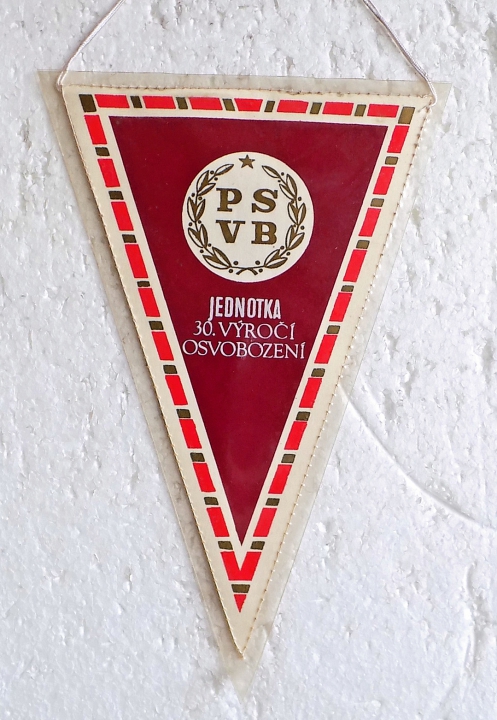 PS
VB
JEDNOTKA
30. VÝROČÍ
OSVOBOZENÍ